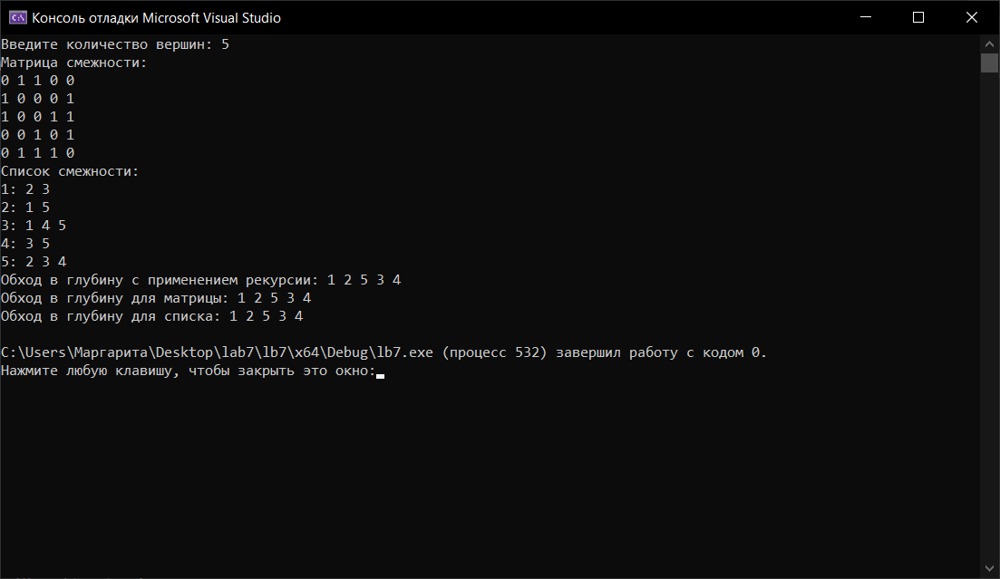 Консоль отладки Microsoft Visual Studio
Введите количество вершин: 5
Матрица смежности:
0 1 1 0 0
1 0 0 0 1
1 0 0 1 1
0 0 1 0 1
0 1 1 1 0
Список смежности:
1: 2 3
2: 1 5
3: 1 4 5
4: 3 5
5: 2 3 4
Обход в глубину с применением рекурсии: 1 2 5 3 4
Обход в глубину для матрицы: 1 2 5 3 4
Обход в глубину для списка: 1 2 5 3 4
C:\Users\Маргарита\Desktop\lab7\lb7\x64\Debug\lb7.exe (процесс 532) завершил работу с кодом 0.
Нажмите любую клавишу, чтобы закрыть это окно: